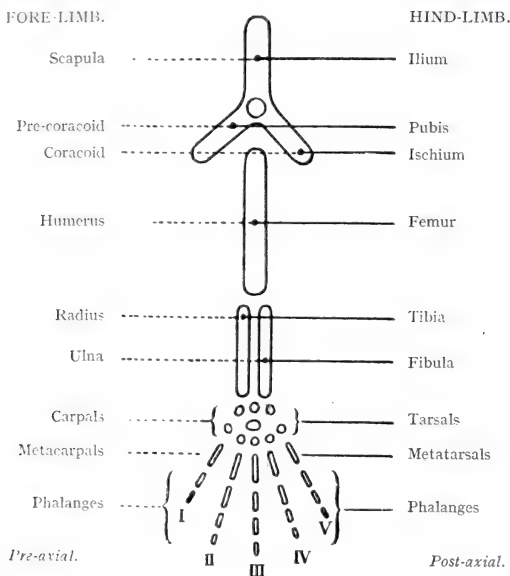 FORE-LIMB. HIND-LIMB.
Scapula Ilium
Pre-coracoid Pubis
Coracoid Ischium
Humerus Femur
Radius Tibia
Ulna Fibula
Carpals Tarsals
Metacarpals Metatarsals
Phalanges Phalanges
I V
II IV
III
Pre-axial. Post-axial.